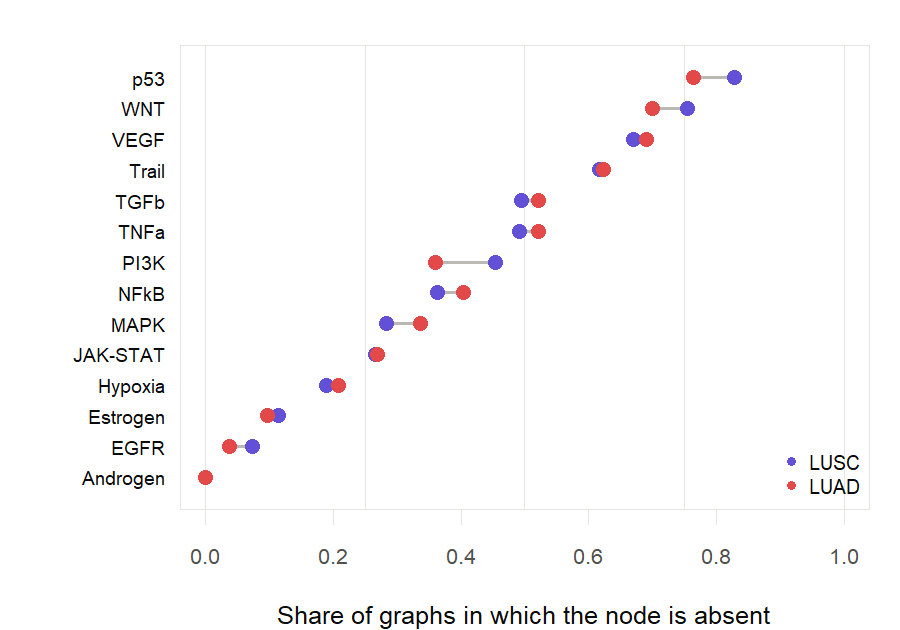 p53
WNT
VEGF
Trail
TGFb
TNFa
PI3K
NFkB
MAPK
JAK-STAT
Hypoxia
Estrogen
EGFR
Androgen
LUSC
LUAD
0.0 0.2 0.4 0.6 0.8 1.0
Share of graphs in which the node is absent